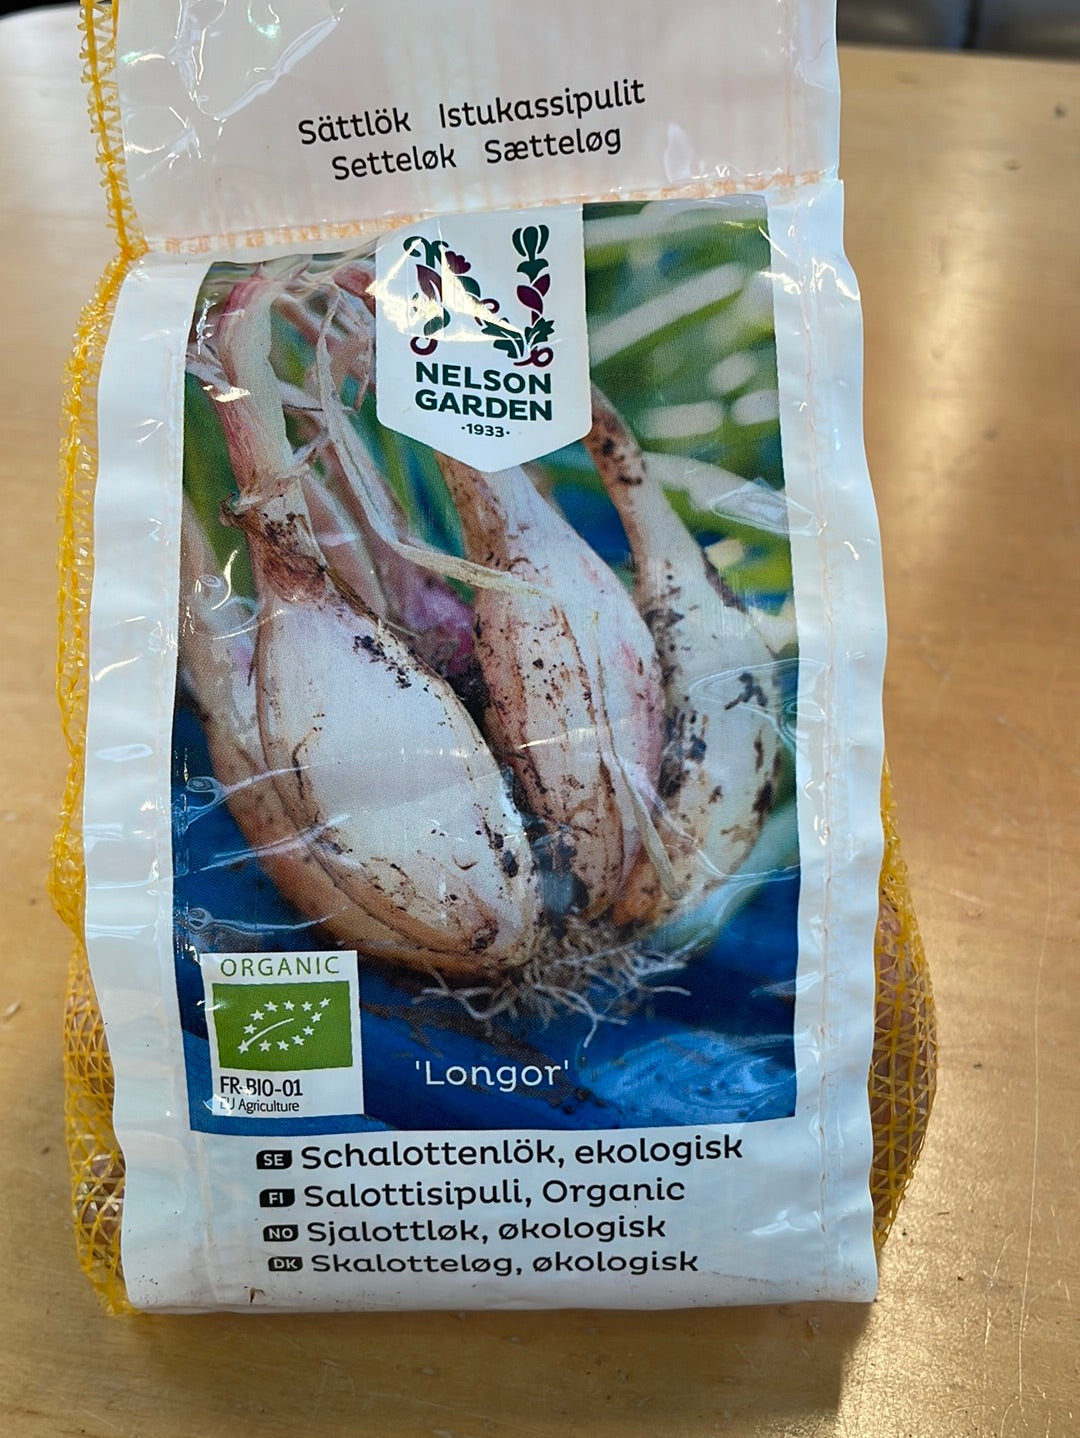 Sättlök Istukassipulit
Setteløk Sætteløg
NELSON
GARDEN
·1933·
ORGANIC
FR-BIO-01
EU Agriculture
'Longor'
SE Schalottenlök, ekologisk
FI Salottisipuli, Organic
NO Sjalottløk, økologisk
DK Skalotteløg, økologisk